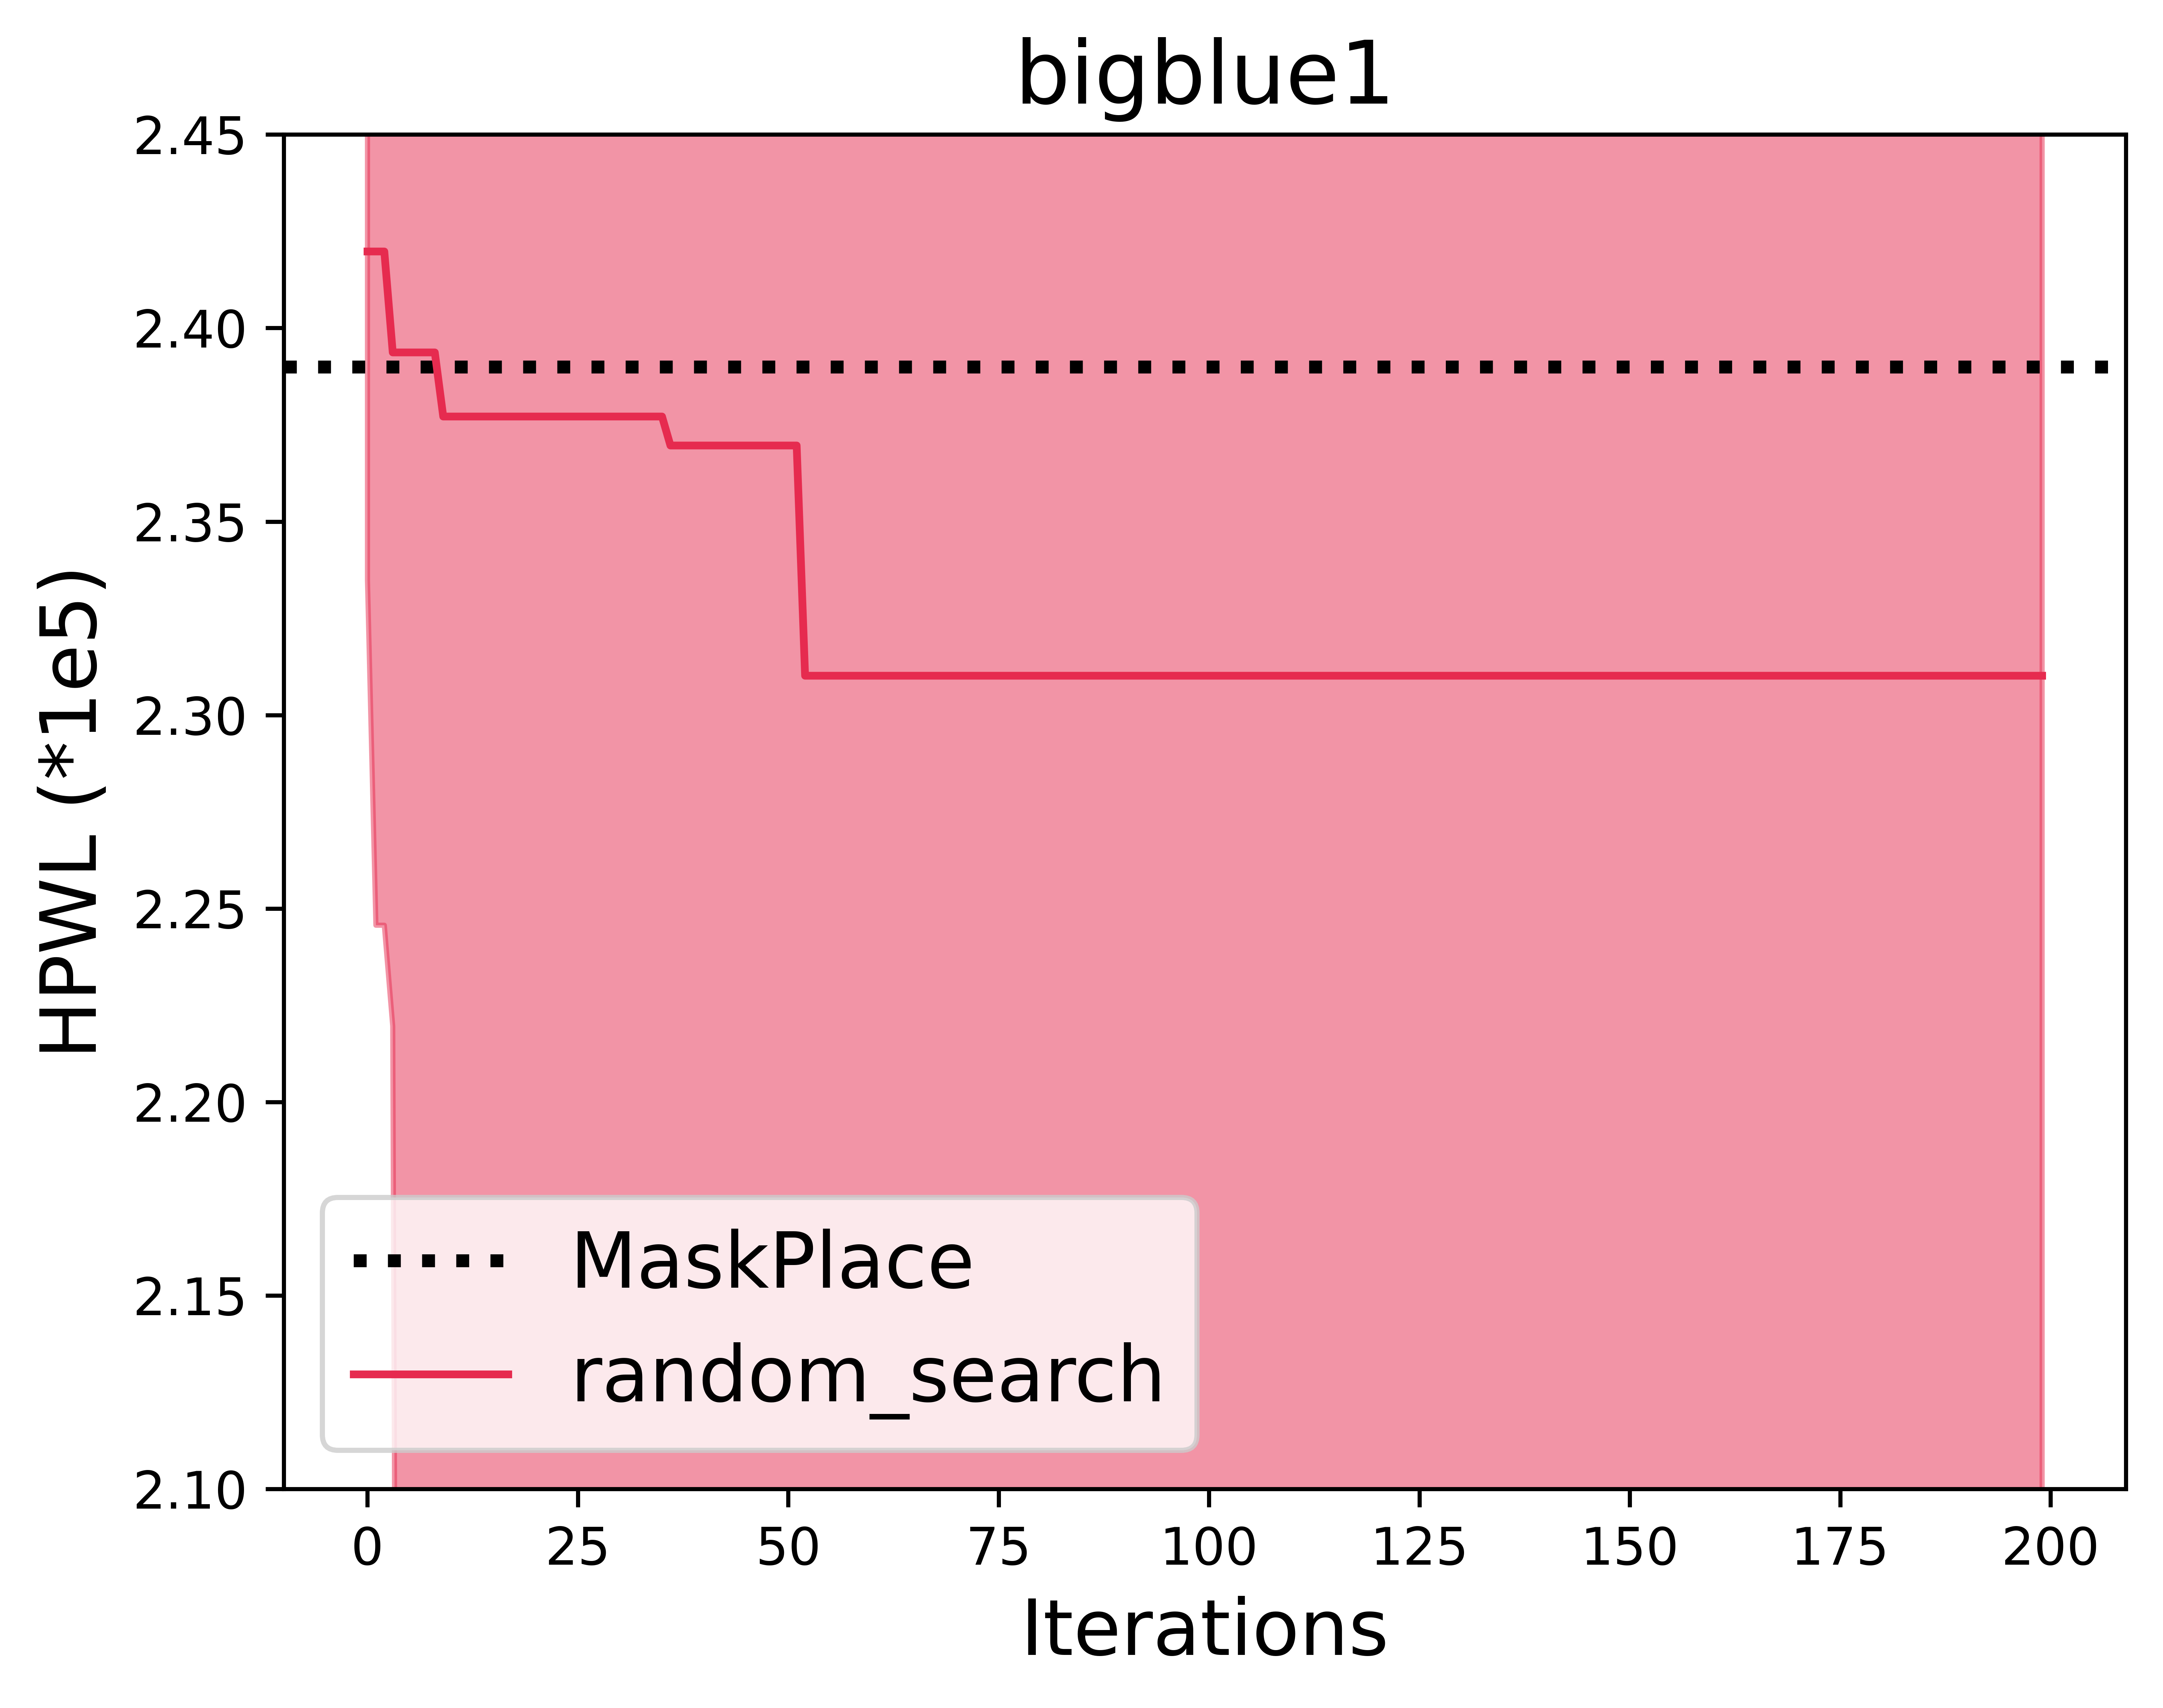 bigblue1
HPWL (*1e5)
2.45
2.40
2.35
2.30
2.25
2.20
2.15
2.10
MaskPlace
random_search
0 25 50 75 100 125 150 175 200
Iterations